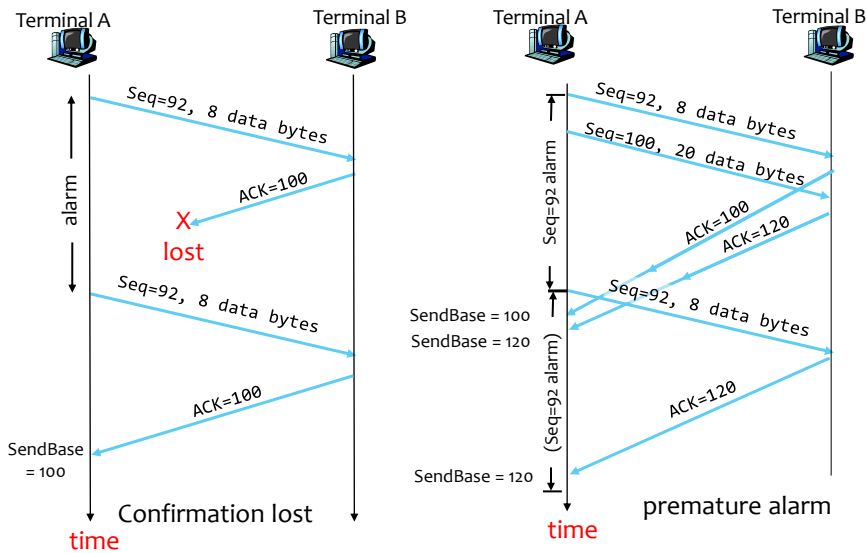 Terminal A
Terminal B
Seq=92, 8 data bytes
alarm
ACK=100
X
lost
Seq=92, 8 data bytes
ACK=100
SendBase
= 100
Confirmation lost
time
Terminal A
Terminal B
Seq=92, 8 data bytes
Seq=100, 20 data bytes
Seq=92 alarm
ACK=100
ACK=120
Seq=92, 8 data bytes
SendBase = 100
SendBase = 120
(Seq=92 alarm)
ACK=120
SendBase = 120
premature alarm
time